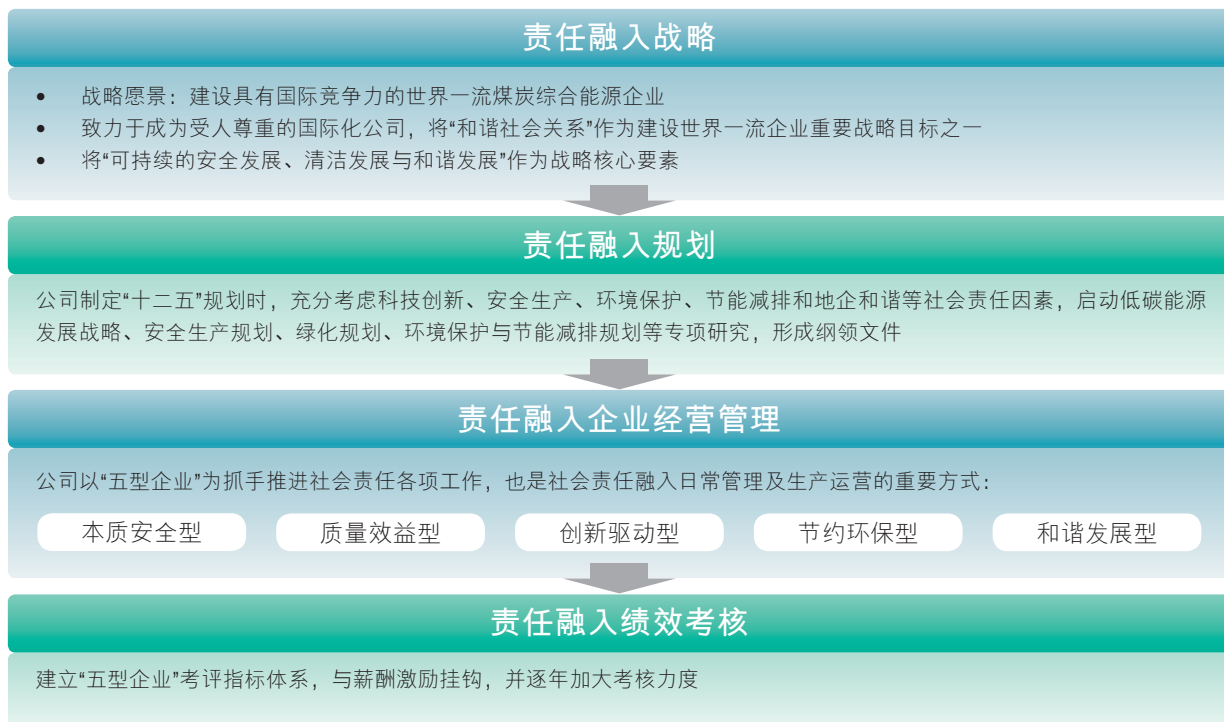 责任融入战略
• 战略愿景：建设具有国际竞争力的世界一流煤炭综合能源企业
• 致力于成为受人尊重的国际化公司，将“和谐社会关系”作为建设世界一流企业重要战略目标之一
• 将“可持续的安全发展、清洁发展与和谐发展”作为战略核心要素
责任融入规划
公司制定“十二五”规划时，充分考虑科技创新、安全生产、环境保护、节能减排和地企和谐等社会责任因素，启动低碳能源
发展战略、安全生产规划、绿化规划、环境保护与节能减排规划等专项研究，形成纲领文件
责任融入企业经营管理
公司以“五型企业”为抓手推进社会责任各项工作，也是社会责任融入日常管理及生产运营的重要方式：
本质安全型 质量效益型 创新驱动型 节约环保型 和谐发展型
责任融入绩效考核
建立“五型企业”考评指标体系，与薪酬激励挂钩，并逐年加大考核力度